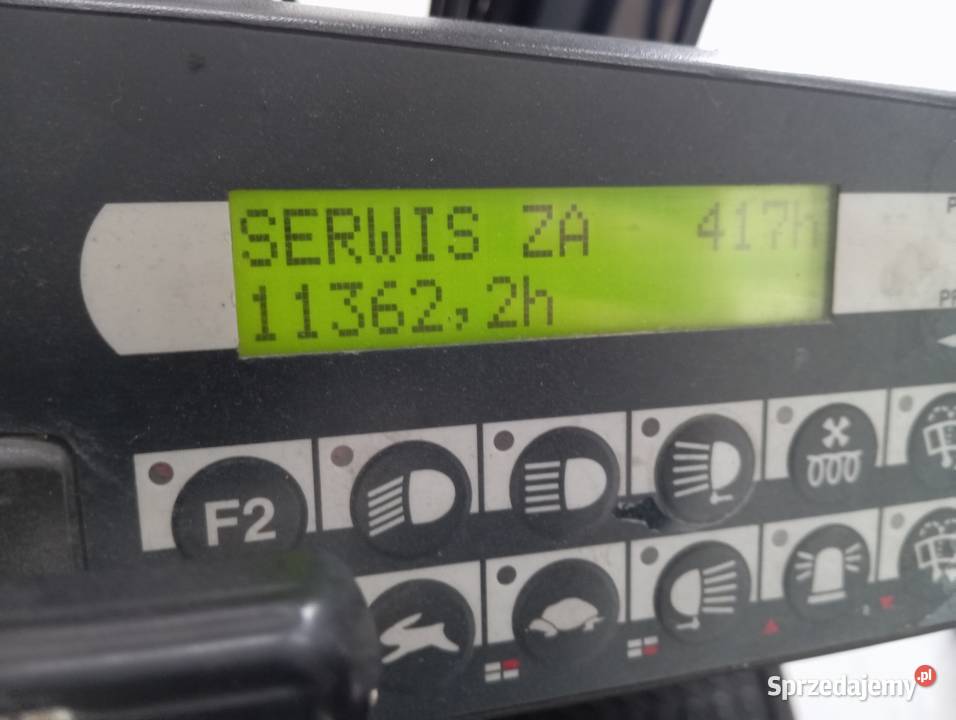 SERWIS ZA 417h
11362,2h
F2
Sprzedajemy.pl